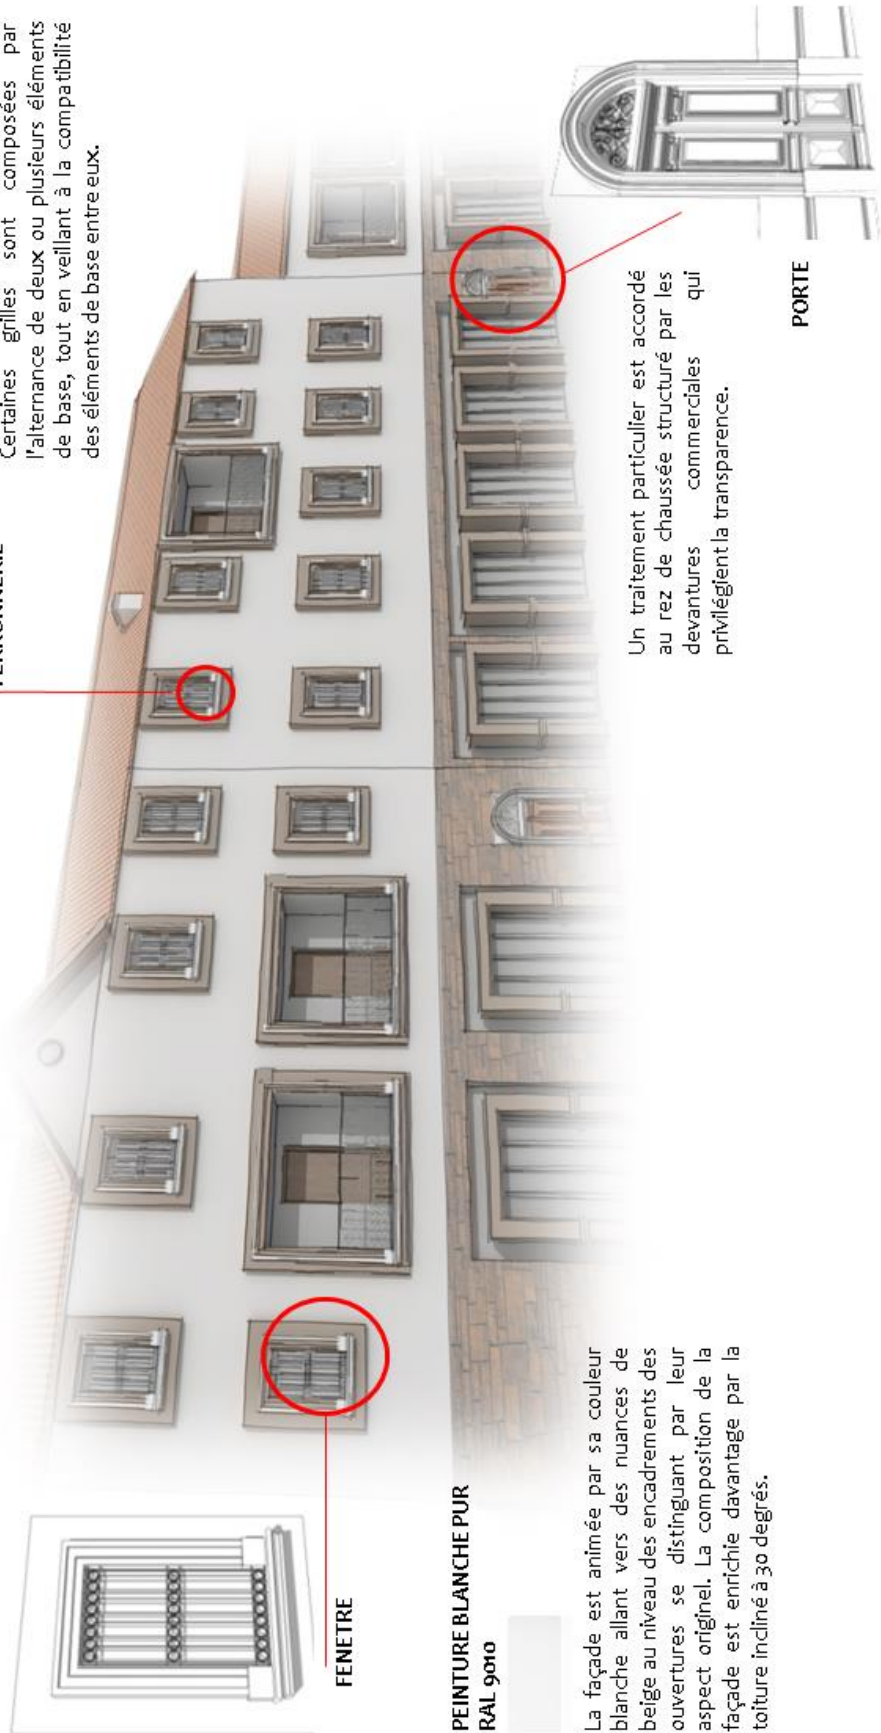 Certaines grilles sont composées par
l'alternance de deux ou plusieurs éléments
de base, tout en veillant à la compatibilité
des éléments de base entre eux.
FERRONNERIE
FENETRE
PEINTURE BLANCHE PUR
RAL 9010
La façade est animée par sa couleur
blanche allant vers des nuances de
beige au niveau des encadrements des
ouvertures se distinguant par leur
aspect originel. La composition de la
façade est enrichie davantage par la
toiture incliné à 30 degrés.
Un traitement particulier est accordé
au rez de chaussée structuré par les
devantures commerciales qui
privilégient la transparence.
PORTE